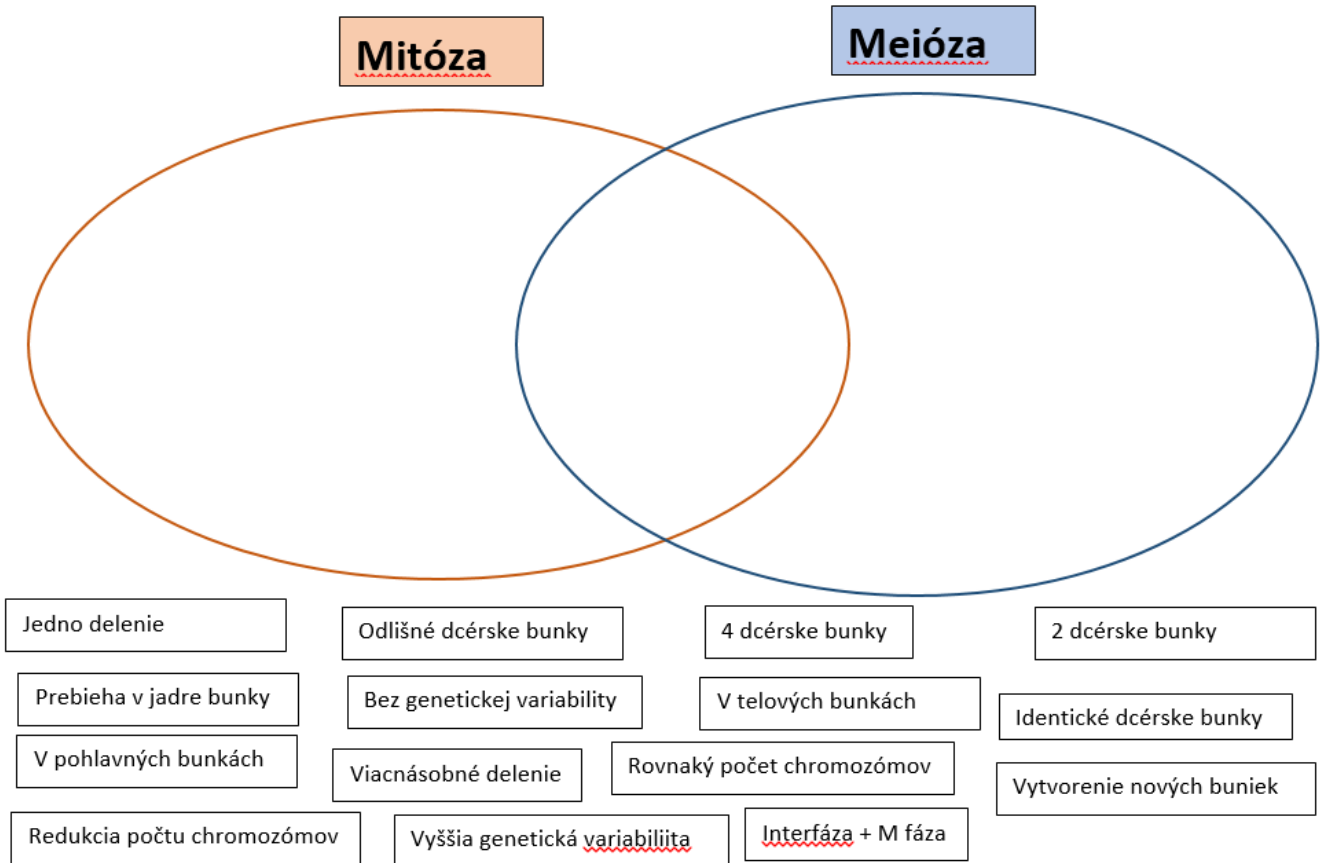 Mitóza
Meióza
Jedno delenie
Odlišné dcérske bunky
4 dcérske bunky
2 dcérske bunky
Prebieha v jadre bunky
Bez genetickej variability
V telových bunkách
Identické dcérske bunky
V pohlavných bunkách
Viacnásobné delenie
Rovnaký počet chromozómov
Vytvorenie nových buniek
Redukcia počtu chromozómov
Vyššia genetická variabiliita
Interfáza + M fáza